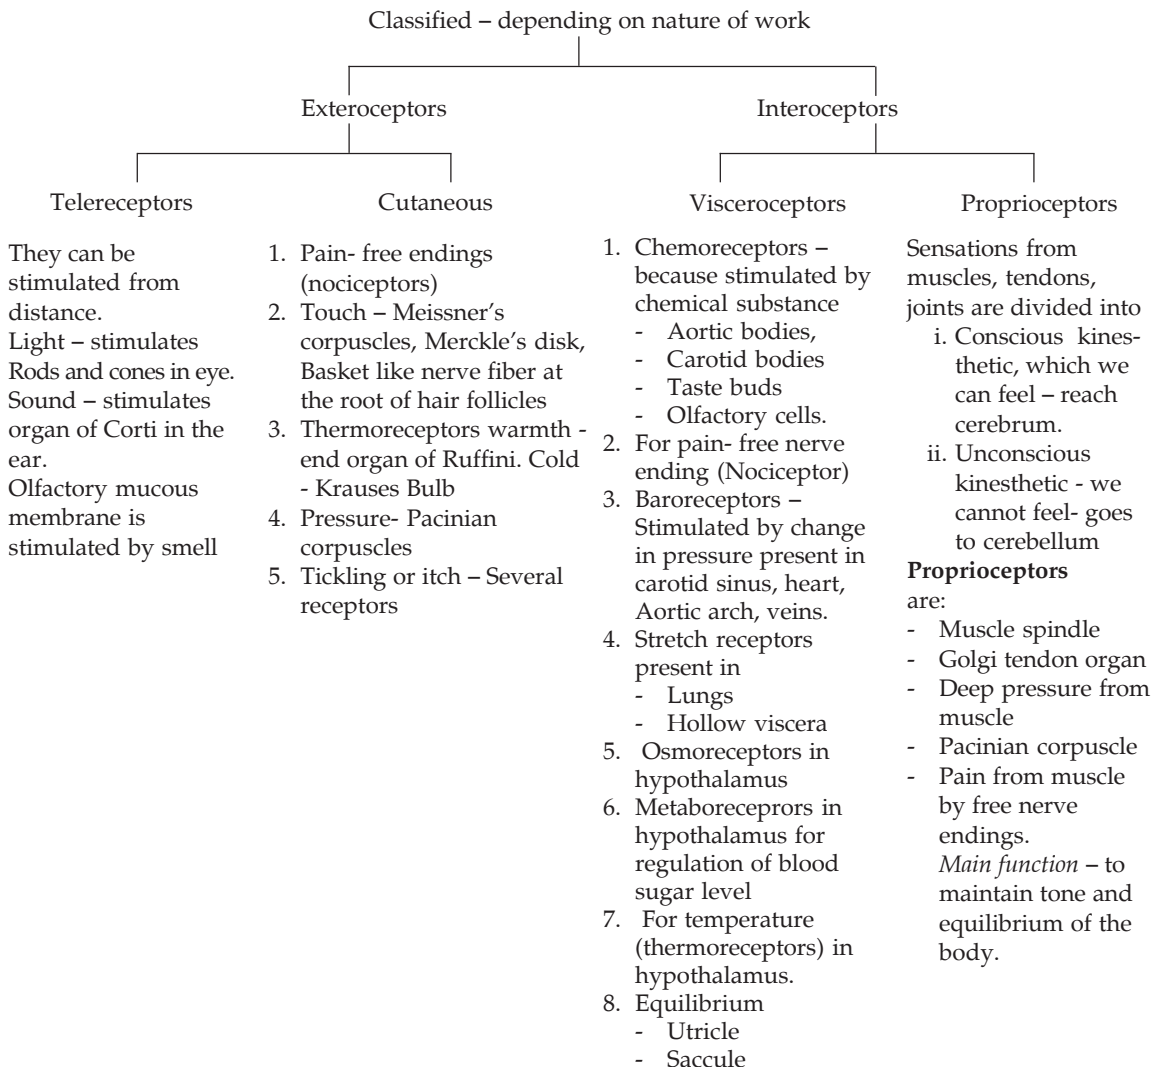 Classified – depending on nature of work
Exteroceptors
Interoceptors
Telereceptors
They can be
stimulated from
distance.
Light – stimulates
Rods and cones in eye.
Sound – stimulates
organ of Corti in the
ear.
Olfactory mucous
membrane is
stimulated by smell
Cutaneous
1. Pain- free endings
(nociceptors)
2. Touch – Meissner's
corpuscles, Merckle's disk,
Basket like nerve fiber at
the root of hair follicles
3. Thermoreceptors warmth -
end organ of Ruffini. Cold
- Krauses Bulb
4. Pressure- Pacinian
corpuscles
5. Tickling or itch – Several
receptors
Visceroceptors
1. Chemoreceptors –
because stimulated by
chemical substance
- Aortic bodies,
- Carotid bodies
- Taste buds
- Olfactory cells.
2. For pain- free nerve
ending (Nociceptor)
3. Baroreceptors –
Stimulated by change
in pressure present in
carotid sinus, heart,
Aortic arch, veins.
4. Stretch receptors
present in
- Lungs
- Hollow viscera
5. Osmoreceptors in
hypothalamus
6. Metaboreceprors in
hypothalamus for
regulation of blood
sugar level
7. For temperature
(thermoreceptors) in
hypothalamus.
8. Equilibrium
- Utricle
- Saccule
Proprioceptors
Sensations from
muscles, tendons,
joints are divided into
i. Conscious kines-
thetic, which we
can feel – reach
cerebrum.
ii. Unconscious
kinesthetic - we
cannot feel- goes
to cerebellum
Proprioceptors
are:
- Muscle spindle
- Golgi tendon organ
- Deep pressure from
muscle
- Pacinian corpuscle
- Pain from muscle
by free nerve
endings.
Main function – to
maintain tone and
equilibrium of the
body.